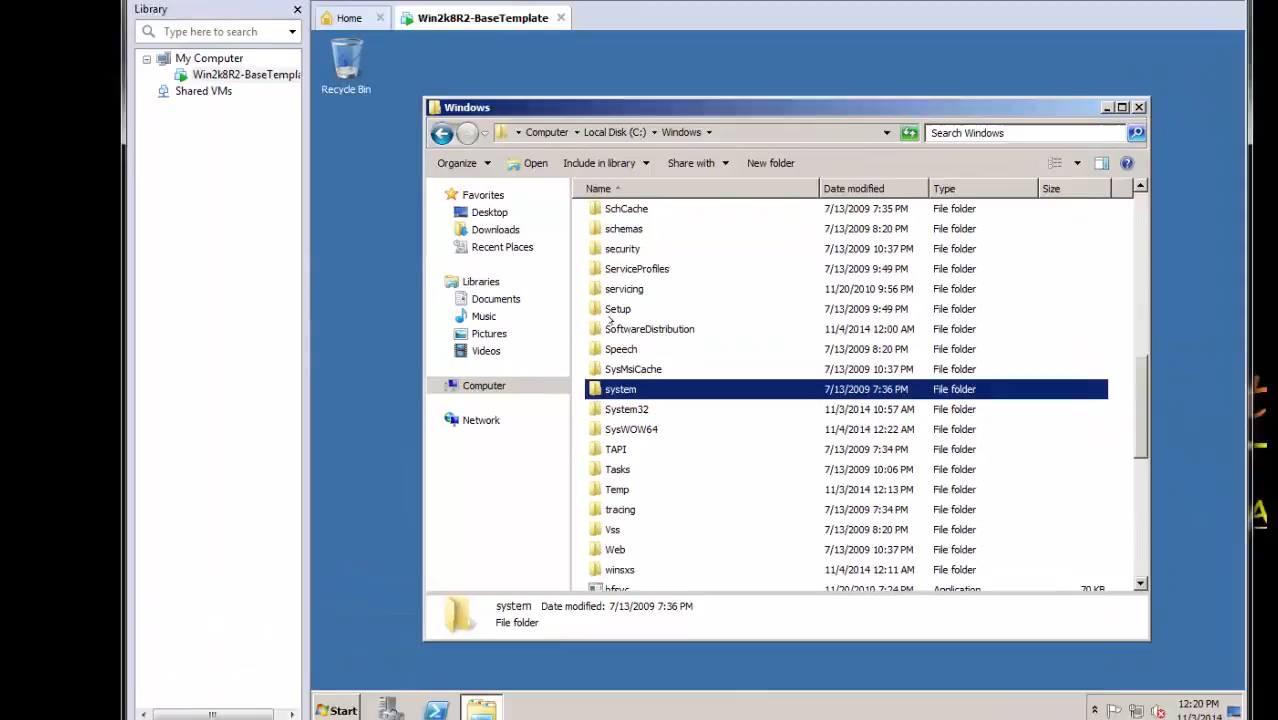 Library
Home
Win2k8R2-BaseTemplate
Type here to search
My Computer
Win2k8R2-BaseTempla
Shared VMs
Recycle Bin
Windows
Computer Local Disk (C:) Windows
Search Windows
Organize Open Include in library Share with New folder
Favorites
Desktop
Downloads
Recent Places
Libraries
Documents
Music
Pictures
Videos
Computer
Network
Name Date modified Type Size
SchCache 7/13/2009 7:35 PM File folder
schemas 7/13/2009 8:20 PM File folder
security 7/13/2009 10:37 PM File folder
ServiceProfiles 7/13/2009 9:49 PM File folder
servicing 11/20/2010 9:56 PM File folder
Setup 7/13/2009 9:49 PM File folder
SoftwareDistribution 11/4/2014 12:00 AM File folder
Speech 7/13/2009 8:20 PM File folder
SysMsiCache 7/13/2009 10:37 PM File folder
system 7/13/2009 7:36 PM File folder
System32 11/3/2014 10:57 AM File folder
SysWOW64 11/4/2014 12:22 AM File folder
TAPI 7/13/2009 7:34 PM File folder
Tasks 7/13/2009 10:06 PM File folder
Temp 11/3/2014 12:13 PM File folder
tracing 7/13/2009 7:34 PM File folder
Vss 7/13/2009 8:20 PM File folder
Web 7/13/2009 10:37 PM File folder
winsxs 11/4/2014 12:11 AM File folder
bfsvc 11/20/2010 7:24 PM Application 70 KB
system Date modified: 7/13/2009 7:36 PM
File folder
Start
12:20 PM
11/3/2014